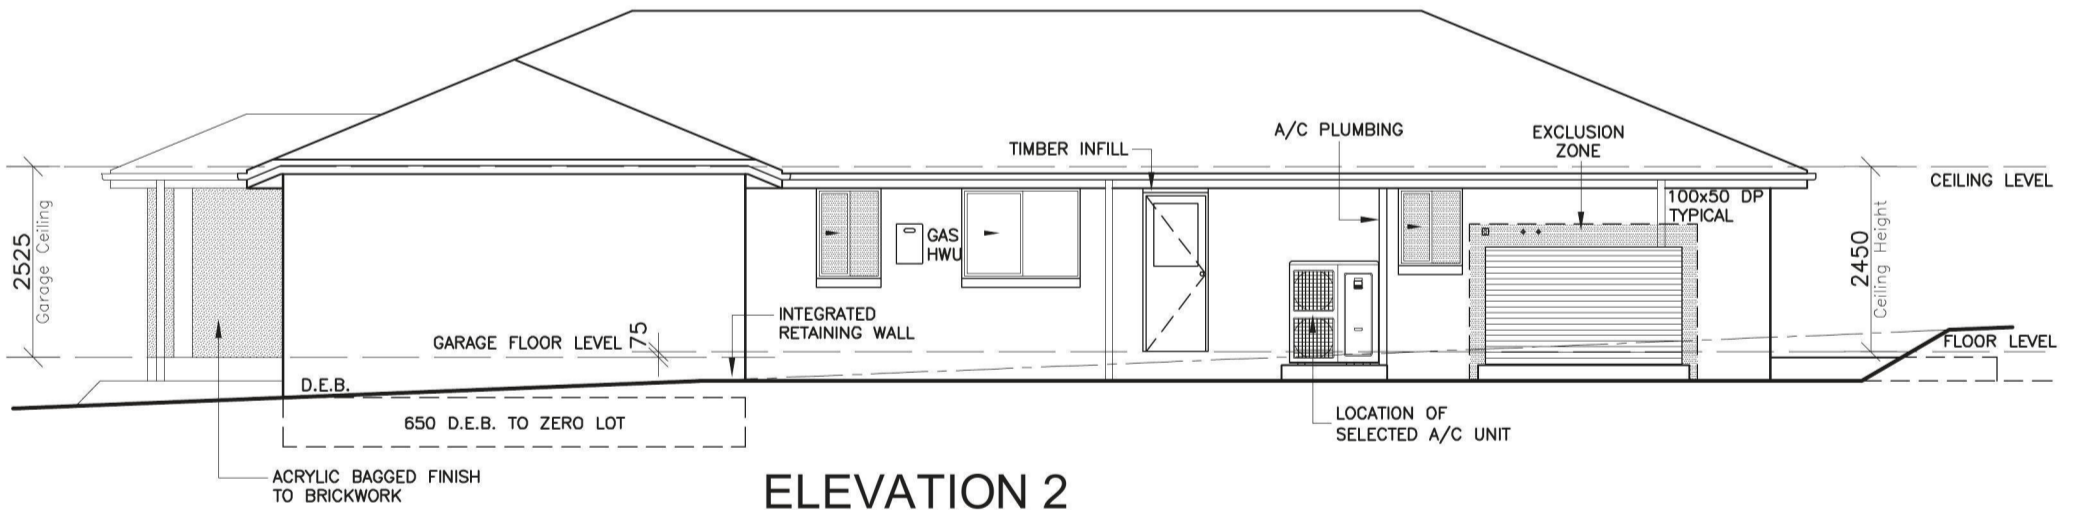 A/C PLUMBING
EXCLUSION
ZONE
TIMBER INFILL
CEILING LEVEL
100x50 DP
TYPICAL
2525
Garage Ceiling
GAS
HWU
2450
Ceiling Height
INTEGRATED
RETAINING WALL
GARAGE FLOOR LEVEL
75
FLOOR LEVEL
D.E.B.
650 D.E.B. TO ZERO LOT
LOCATION OF
SELECTED A/C UNIT
ACRYLIC BAGGED FINISH
TO BRICKWORK
ELEVATION 2